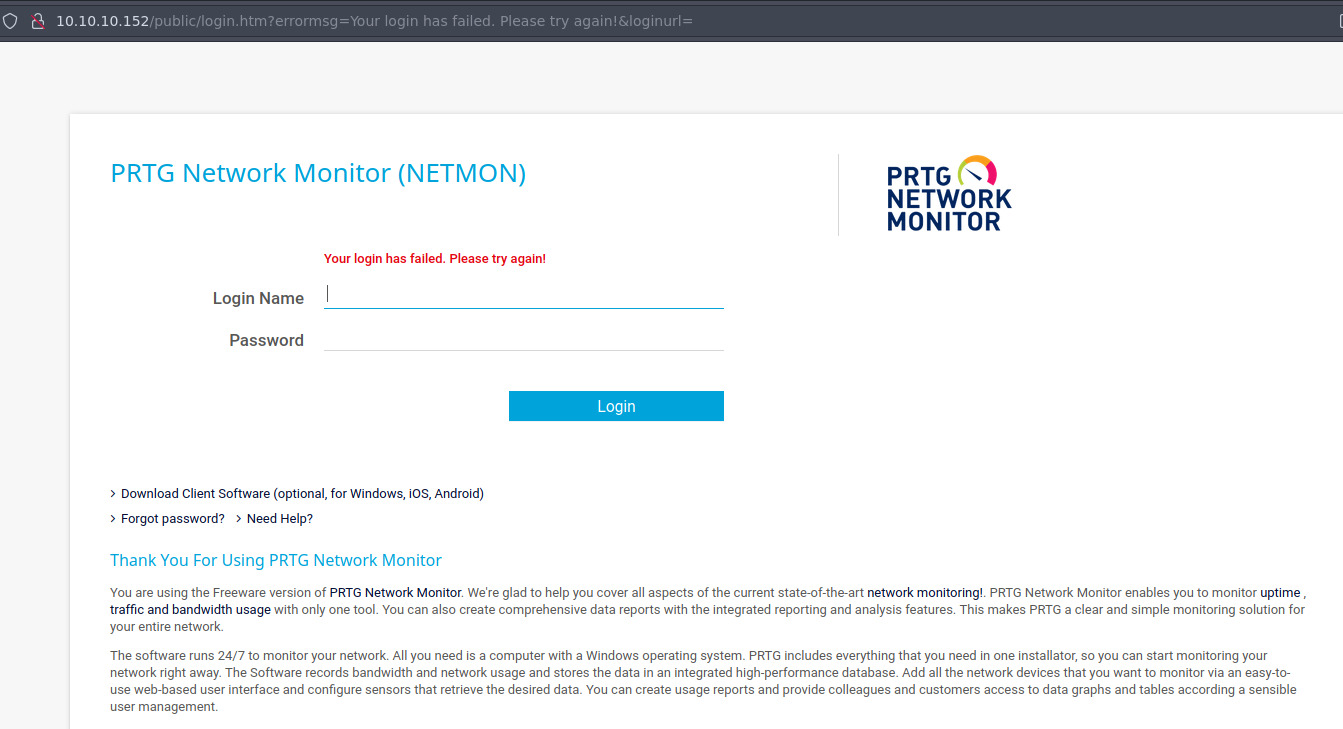 10.10.10.152/public/login.htm?errormsg=Your login has failed. Please try again!&loginurl=
PRTG Network Monitor (NETMON)
PRTG
NETWORK
MONITOR
Your login has failed. Please try again!
Login Name
Password
Login
> Download Client Software (optional, for Windows, iOS, Android)
> Forgot password? > Need Help?
Thank You For Using PRTG Network Monitor
You are using the Freeware version of PRTG Network Monitor. We're glad to help you cover all aspects of the current state-of-the-art network monitoring!. PRTG Network Monitor enables you to monitor uptime ,
traffic and bandwidth usage with only one tool. You can also create comprehensive data reports with the integrated reporting and analysis features. This makes PRTG a clear and simple monitoring solution for
your entire network.
The software runs 24/7 to monitor your network. All you need is a computer with a Windows operating system. PRTG includes everything that you need in one installator, so you can start monitoring your
network right away. The Software records bandwidth and network usage and stores the data in an integrated high-performance database. Add all the network devices that you want to monitor via an easy-to-
use web-based user interface and configure sensors that retrieve the desired data. You can create usage reports and provide colleagues and customers access to data graphs and tables according a sensible
user management.